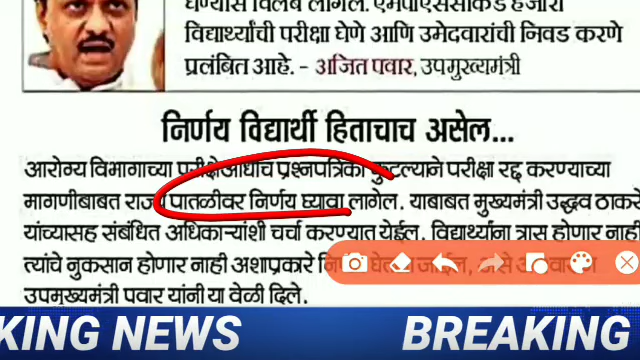 घेण्यास विलंब लागेल. एमपीएससीकडे हजारो
विद्यार्थ्यांची परीक्षा घेणे आणि उमेदवारांची निवड करणे
प्रलंबित आहे. - अजित पवार, उपमुख्यमंत्री
निर्णय विद्यार्थी हिताचाच असेल...
आरोग्य विभागाच्या परीक्षेआधीच प्रश्नपत्रिका फुटल्याने परीक्षा रद्द करण्याच्या
मागणीबाबत राज्य पातळीवर निर्णय घ्यावा लागेल. याबाबत मुख्यमंत्री उद्धव ठाकरे
यांच्यासह संबंधित अधिकाऱ्यांशी चर्चा करण्यात येईल. विद्यार्थ्यांना त्रास होणार नाही
त्यांचे नुकसान होणार नाही अशाप्रकारे
उपमुख्यमंत्री पवार यांनी या वेळी दिले.
KING NEWS BREAKING